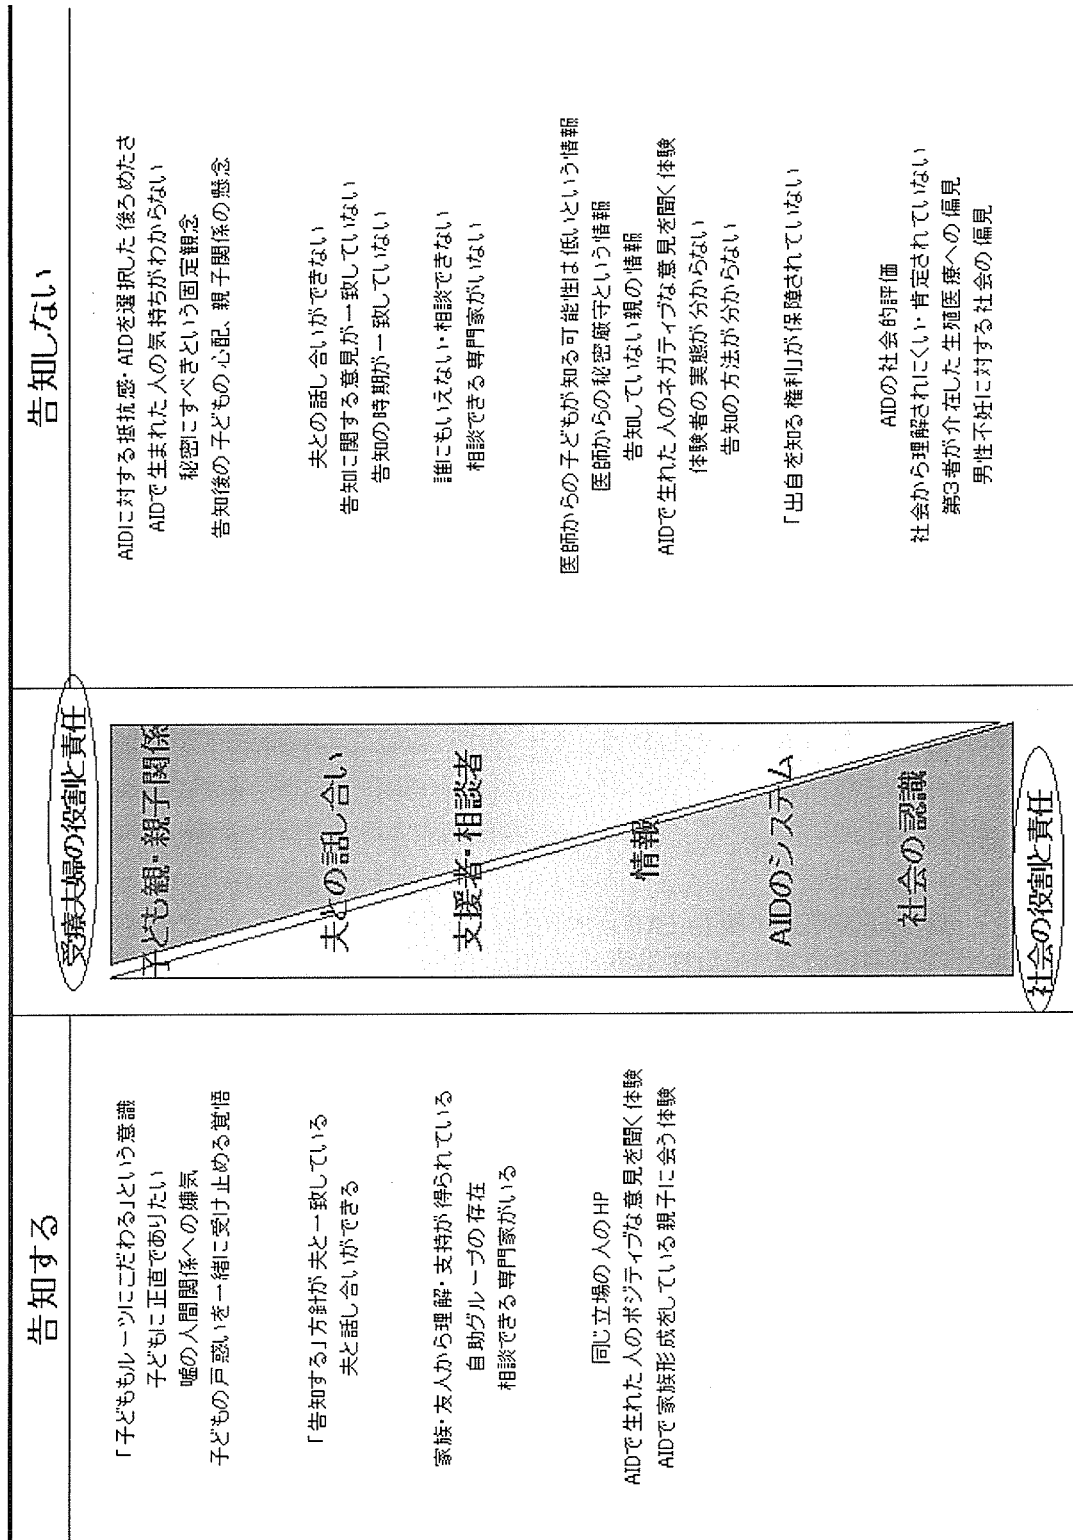 告知する
「子どももルーツにこだわる」という意識
子どもに正直でありたい
嘘の人間関係への嫌気
子どもの戸惑いを一緒に受け止める覚悟
「告知する」方針が夫と一致している
夫と話し合いができる
家族・友人から理解・支持が得られている
自助グループの存在
相談できる専門家がいる
同じ立場の人のHP
AIDで生れた人のポジティブな意見を聞く体験
AIDで家族形成をしている親子に会う体験
受療夫婦の役割と責任
子ども観・親子関係
夫との話し合い
支援者・相談者
情報
AIDのシステム
社会の認識
社会の役割と責任
告知しない
AIDに対する抵抗感・AIDを選択した後ろめたさ
AIDで生まれた人の気持ちがわからない
秘密にすべきという固定観念
告知後の子どもの心配、親子関係の懸念
夫との話し合いができない
告知に関する意見が一致していない
告知の時期が一致していない
誰にもいえない・相談できない
相談できる専門家がいない
医師からの子どもが知る可能性は低いという情報
医師からの秘密厳守という情報
告知していない親の情報
AIDで生れた人のネガティブな意見を聞く体験
体験者の実態が分からない
告知の方法が分からない
「出自を知る権利」が保障されていない
AIDの社会的評価
社会から理解されにくい・肯定されていない
第3者が介在した生殖医療への偏見
男性不妊に対する社会の偏見